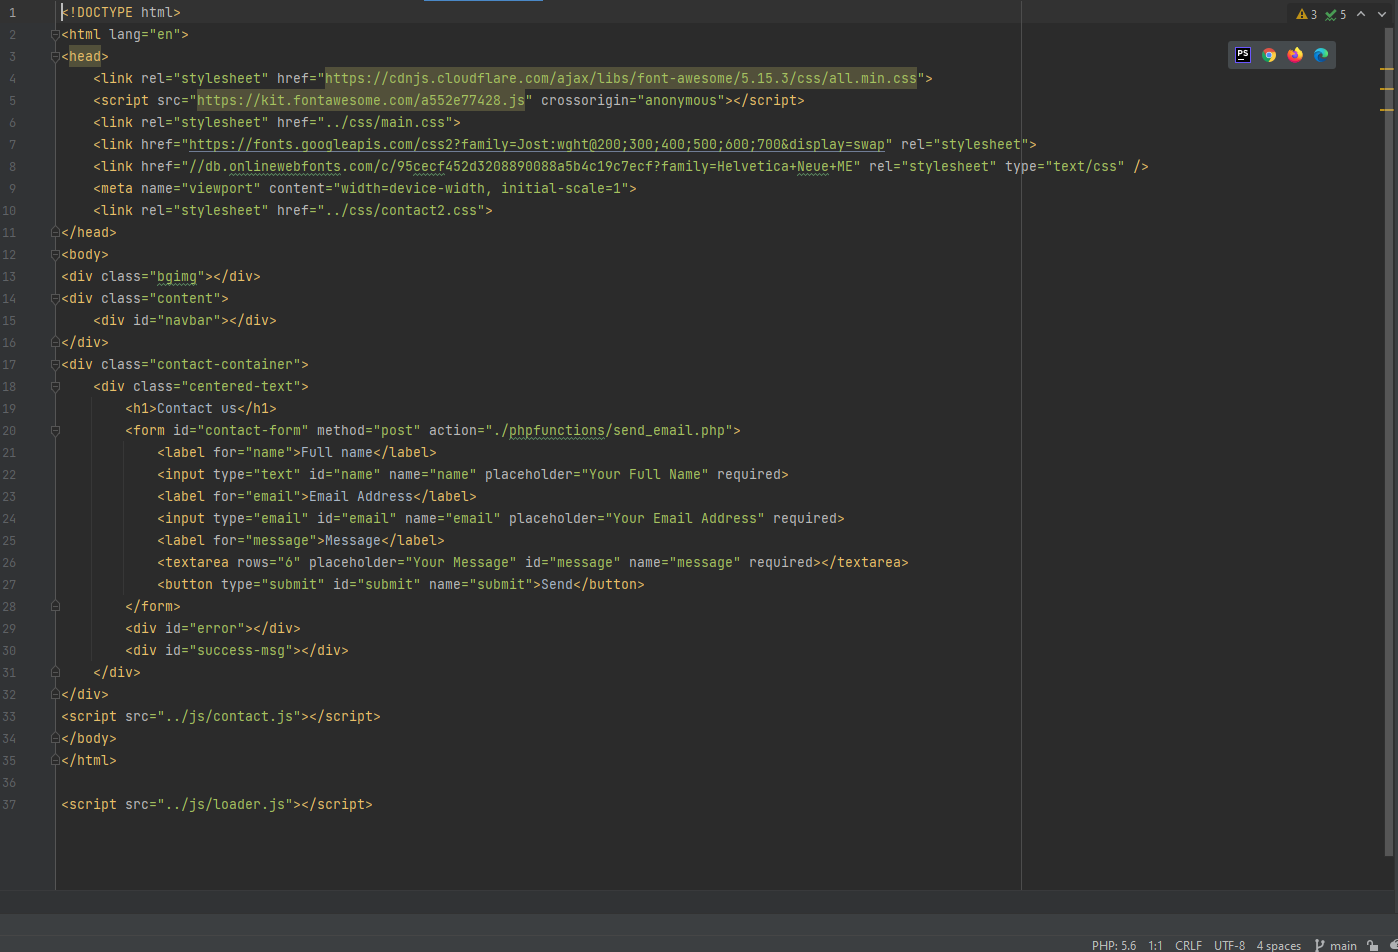 1 <!DOCTYPE html>
2 <html lang="en">
3 <head>
4     <link rel="stylesheet" href="https://cdnjs.cloudflare.com/ajax/libs/font-awesome/5.15.3/css/all.min.css">
5     <script src="https://kit.fontawesome.com/a552e77428.js" crossorigin="anonymous"></script>
6     <link rel="stylesheet" href="../css/main.css">
7     <link href="https://fonts.googleapis.com/css2?family=Jost:wght@200;300;400;500;600;700&display=swap" rel="stylesheet">
8     <link href="//db.onlinewebfonts.com/c/95cecf452d3208890088a5b4c19c7ecf?family=Helvetica+Neue+ME" rel="stylesheet" type="text/css" />
9     <meta name="viewport" content="width=device-width, initial-scale=1">
10     <link rel="stylesheet" href="../css/contact2.css">
11 </head>
12 <body>
13 <div class="bgimg"></div>
14 <div class="content">
15     <div id="navbar"></div>
16 </div>
17 <div class="contact-container">
18     <div class="centered-text">
19         <h1>Contact us</h1>
20         <form id="contact-form" method="post" action="./phpfunctions/send_email.php">
21             <label for="name">Full name</label>
22             <input type="text" id="name" name="name" placeholder="Your Full Name" required>
23             <label for="email">Email Address</label>
24             <input type="email" id="email" name="email" placeholder="Your Email Address" required>
25             <label for="message">Message</label>
26             <textarea rows="6" placeholder="Your Message" id="message" name="message" required></textarea>
27             <button type="submit" id="submit" name="submit">Send</button>
28         </form>
29         <div id="error"></div>
30         <div id="success-msg"></div>
31     </div>
32 </div>
33 <script src="../js/contact.js"></script>
34 </body>
35 </html>
36
37 <script src="../js/loader.js"></script>
3 5
PS
PHP: 5.6 1:1 CRLF UTF-8 4 spaces main